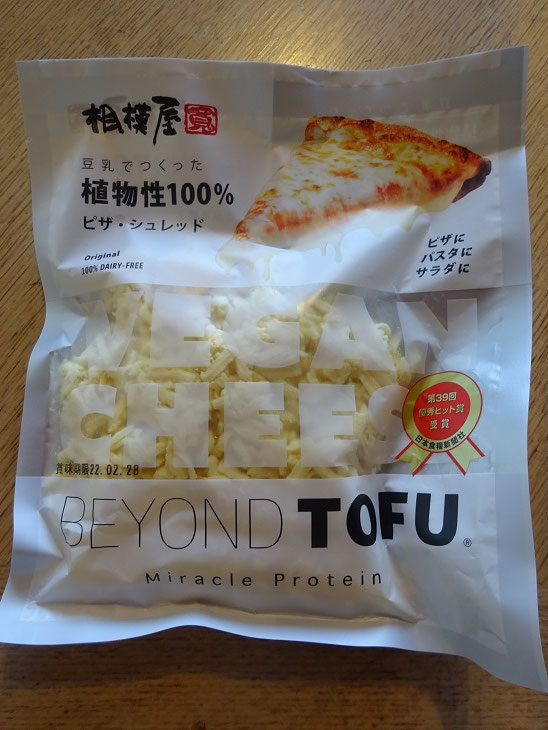 相模屋
豆乳でつくった
植物性100%
ピザ・シュレッド
Original
100% DAIRY-FREE
ピザに
パスタに
サラダに
VEGAN
CHEES
第39回
優秀ヒット賞
受賞
日本食糧新聞社
賞味期限22.02.28
BEYOND TOFU®
Miracle Protein